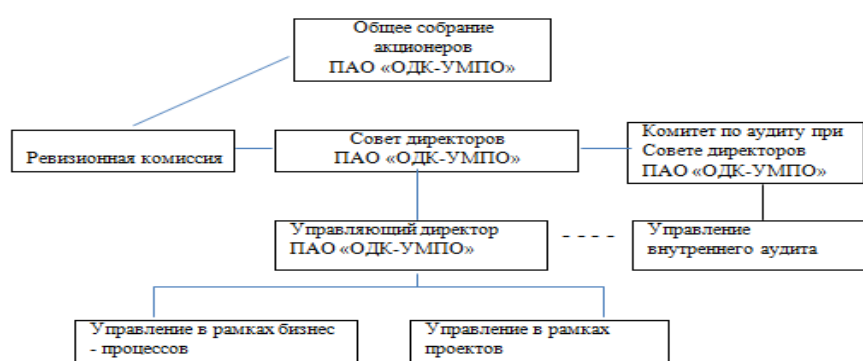 Общее собрание
акционеров
ПАО «ОДК-УМПО»
Ревизионная комиссия
Совет директоров
ПАО «ОДК-УМПО»
Комитет по аудиту при
Совете директоров
ПАО «ОДК-УМПО»
Управляющий директор
ПАО «ОДК-УМПО»
Управление
внутреннего аудита
Управление в рамках бизнес
- процессов
Управление в рамках
проектов